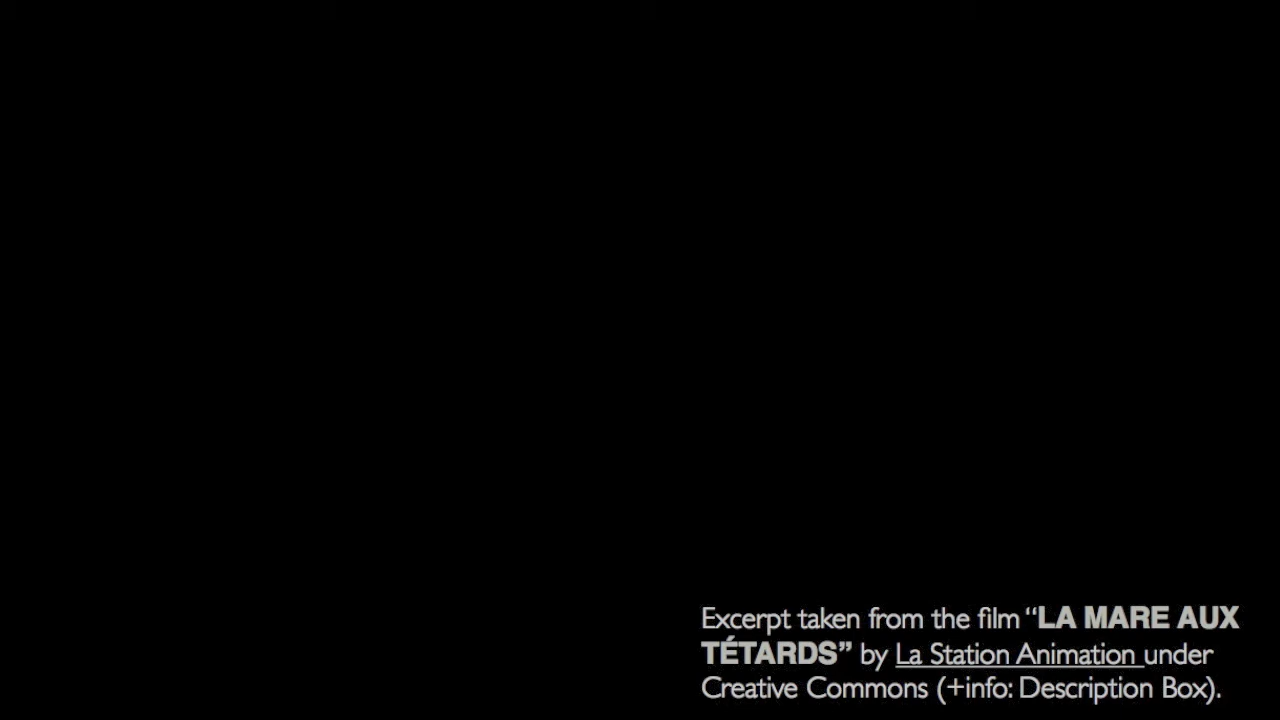 Excerpt taken from the film “LA MARE AUX
TÉTARDS” by La Station Animation under
Creative Commons (+info: Description Box).